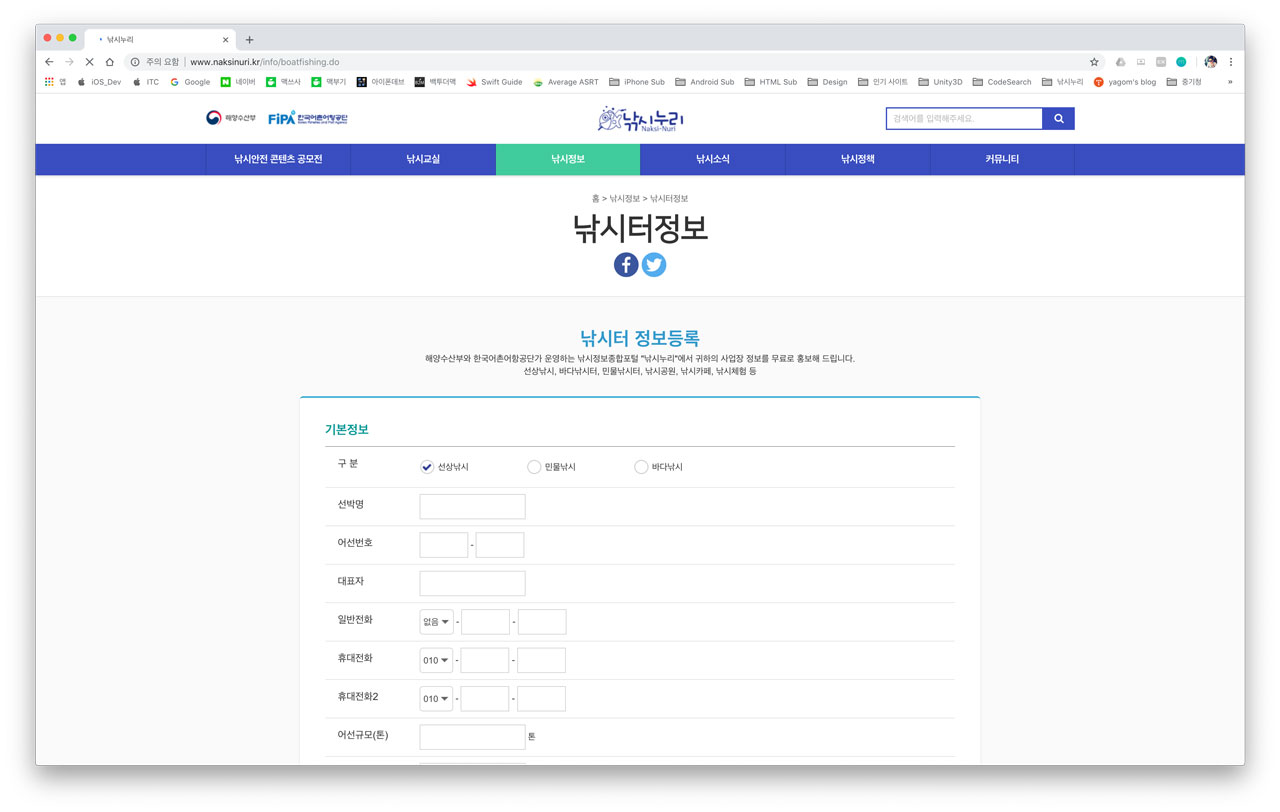 낚시누리
주의 요함 | www.naksinuri.kr/info/boatfishing.do
앱 iOS_Dev ITC Google 네이버 맥쓰사 맥부기 아이폰데브 백투더맥 Swift Guide Average ASRT iPhone Sub Android Sub HTML Sub Design 인기 사이트 Unity3D CodeSearch 낚시누리 yagom's blog 중기청 »
해양수산부 FiPA 한국어촌어항공단 낚시누리 검색어를 입력해주세요.
Naksi-Nuri
낚시안전 콘텐츠 공모전 낚시교실 낚시정보 낚시소식 낚시정책 커뮤니티
홈 > 낚시정보 > 낚시터정보
낚시터정보
낚시터 정보등록
해양수산부와 한국어촌어항공단가 운영하는 낚시정보종합포털 "낚시누리"에서 귀하의 사업장 정보를 무료로 홍보해 드립니다.
선상낚시, 바다낚시터, 민물낚시터, 낚시공원, 낚시카페, 낚시체험 등
기본정보
구 분 선상낚시 민물낚시 바다낚시
선박명
어선번호 -
대표자
일반전화 없음 - -
휴대전화 010 - -
휴대전화2 010 - -
어선규모(톤) 톤